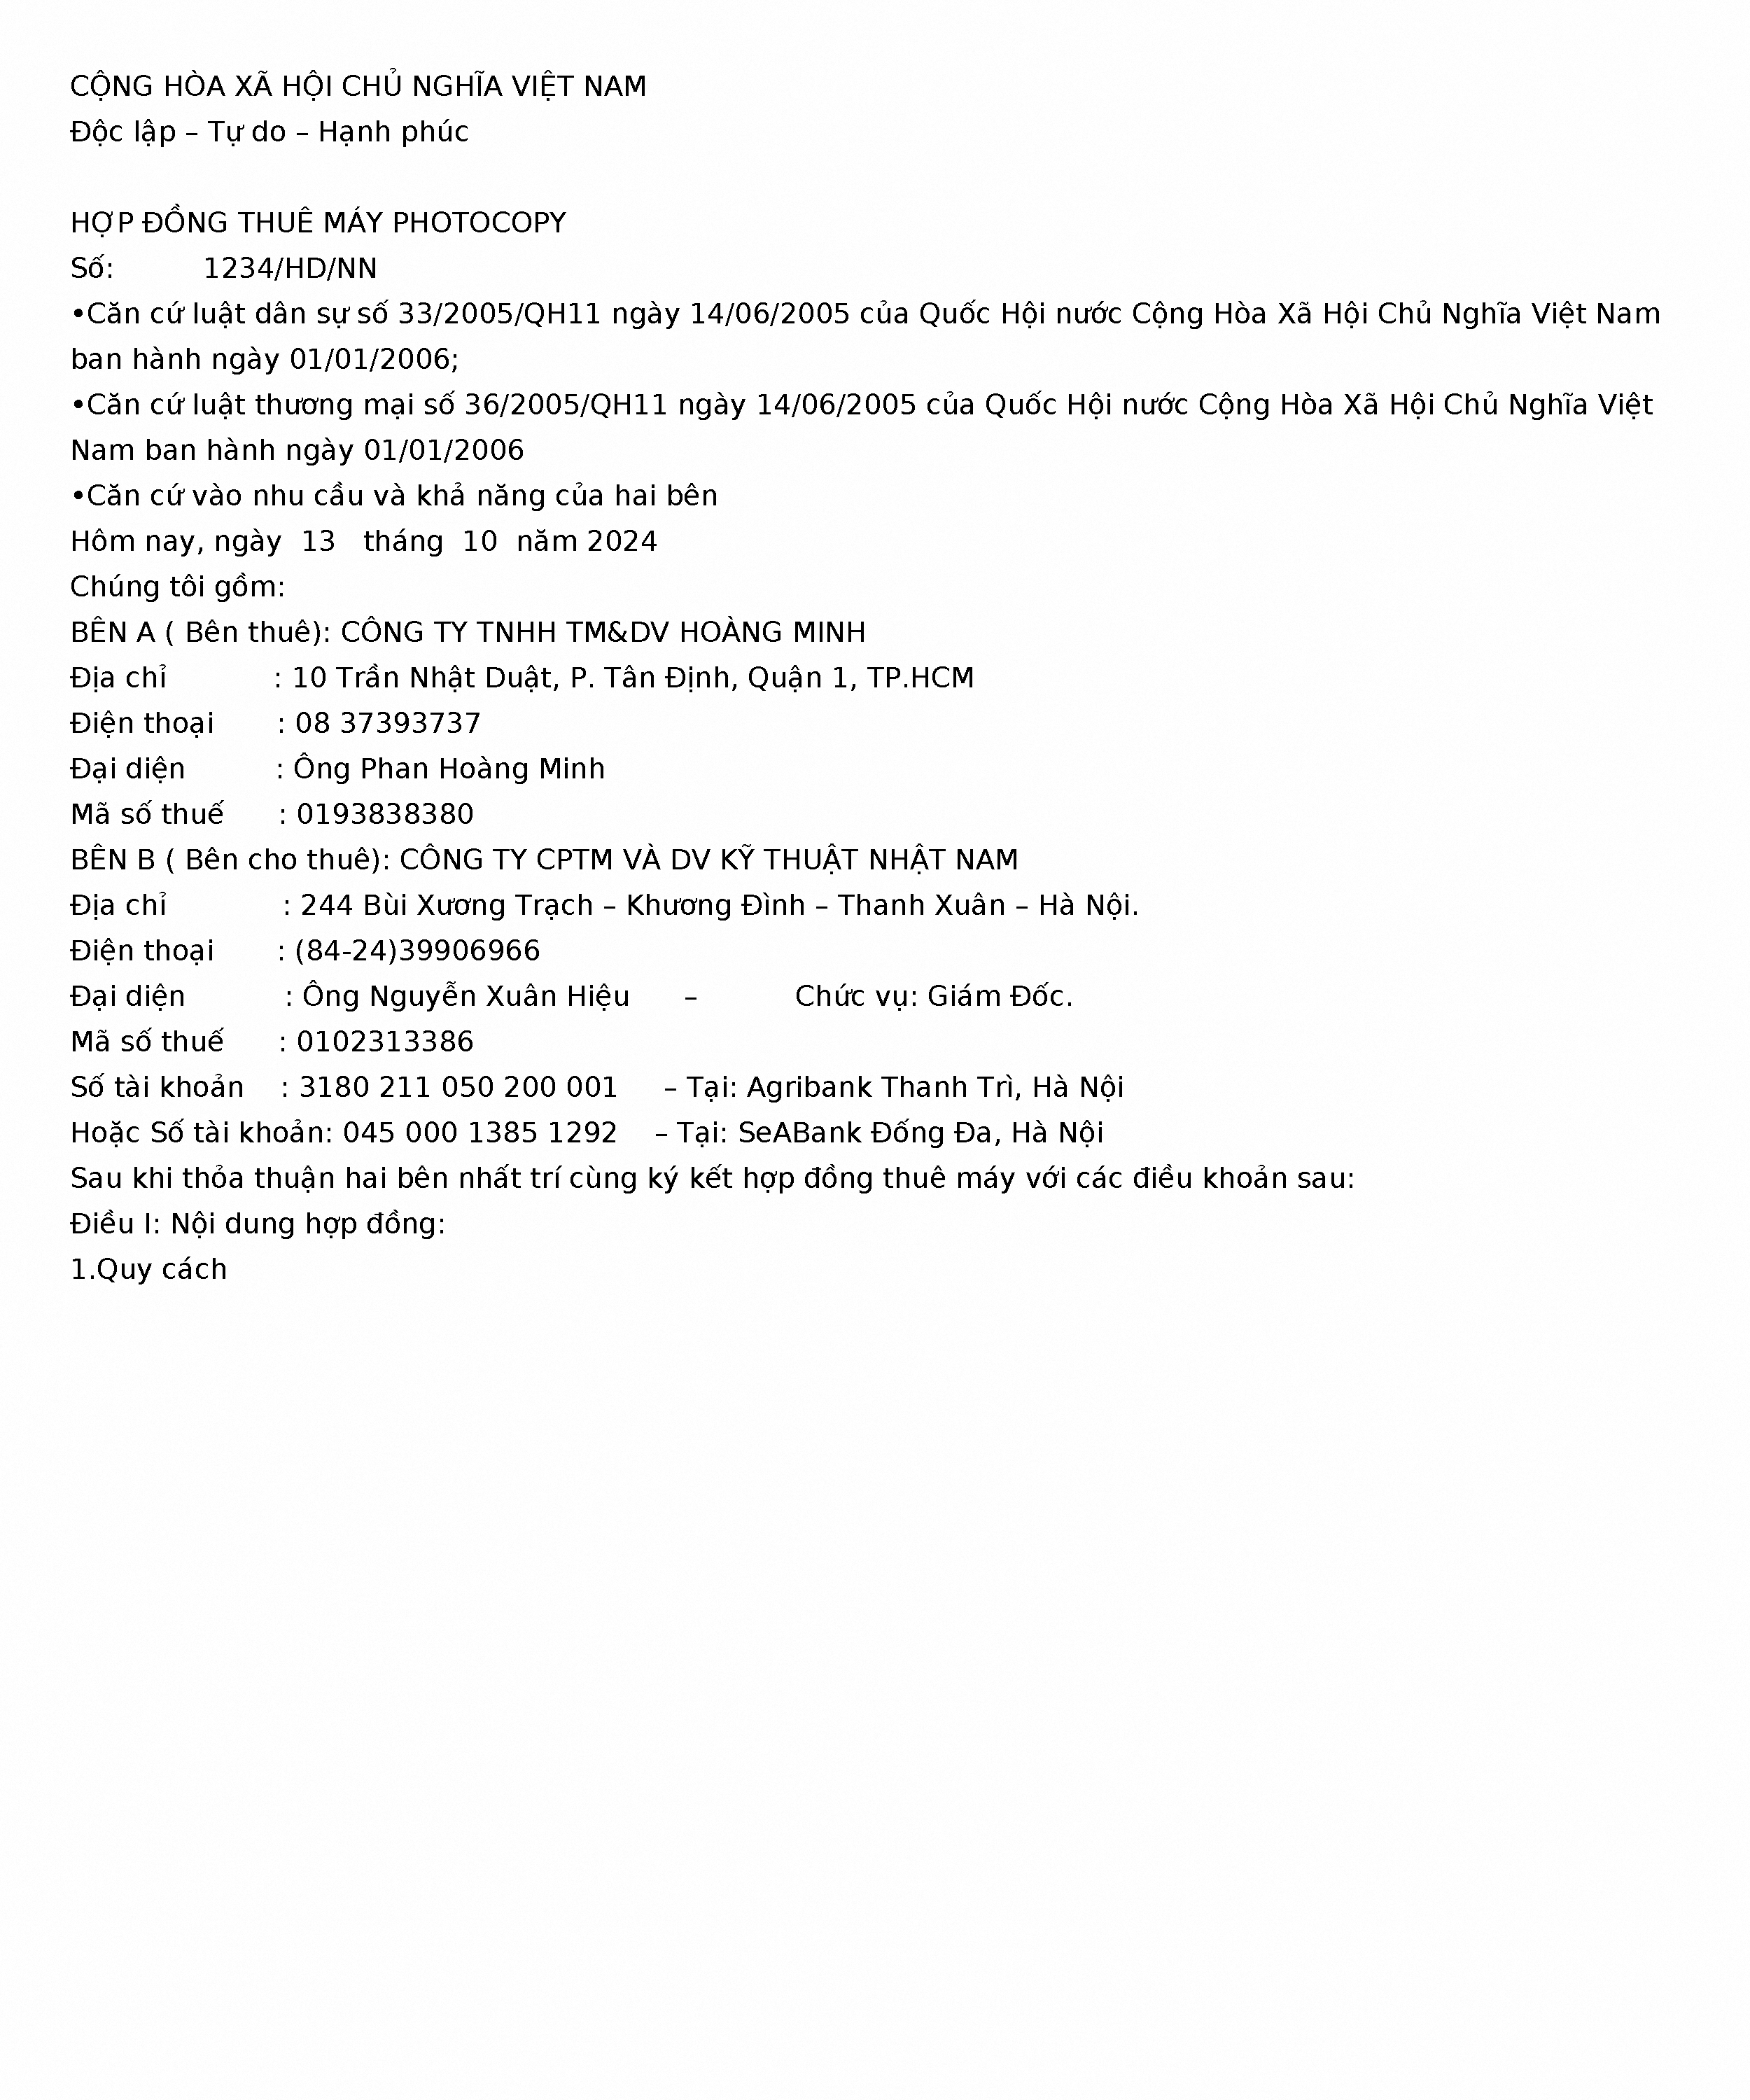 CỘNG HÒA XÃ HỘI CHỦ NGHĨA VIỆT NAM
Độc lập – Tự do – Hạnh phúc
HỢP ĐỒNG THUÊ MÁY PHOTOCOPY
Số: 1234/HD/NN
•Căn cứ luật dân sự số 33/2005/QH11 ngày 14/06/2005 của Quốc Hội nước Cộng Hòa Xã Hội Chủ Nghĩa Việt Nam
ban hành ngày 01/01/2006;
•Căn cứ luật thương mại số 36/2005/QH11 ngày 14/06/2005 của Quốc Hội nước Cộng Hòa Xã Hội Chủ Nghĩa Việt
Nam ban hành ngày 01/01/2006
•Căn cứ vào nhu cầu và khả năng của hai bên
Hôm nay, ngày 13 tháng 10 năm 2024
Chúng tôi gồm:
BÊN A ( Bên thuê): CÔNG TY TNHH TM&DV HOÀNG MINH
Địa chỉ : 10 Trần Nhật Duật, P. Tân Định, Quận 1, TP.HCM
Điện thoại : 08 37393737
Đại diện : Ông Phan Hoàng Minh
Mã số thuế : 0193838380
BÊN B ( Bên cho thuê): CÔNG TY CPTM VÀ DV KỸ THUẬT NHẬT NAM
Địa chỉ : 244 Bùi Xương Trạch – Khương Đình – Thanh Xuân – Hà Nội.
Điện thoại : (84-24)39906966
Đại diện : Ông Nguyễn Xuân Hiệu – Chức vụ: Giám Đốc.
Mã số thuế : 0102313386
Số tài khoản : 3180 211 050 200 001 – Tại: Agribank Thanh Trì, Hà Nội
Hoặc Số tài khoản: 045 000 1385 1292 – Tại: SeABank Đống Đa, Hà Nội
Sau khi thỏa thuận hai bên nhất trí cùng ký kết hợp đồng thuê máy với các điều khoản sau:
Điều I: Nội dung hợp đồng:
1.Quy cách